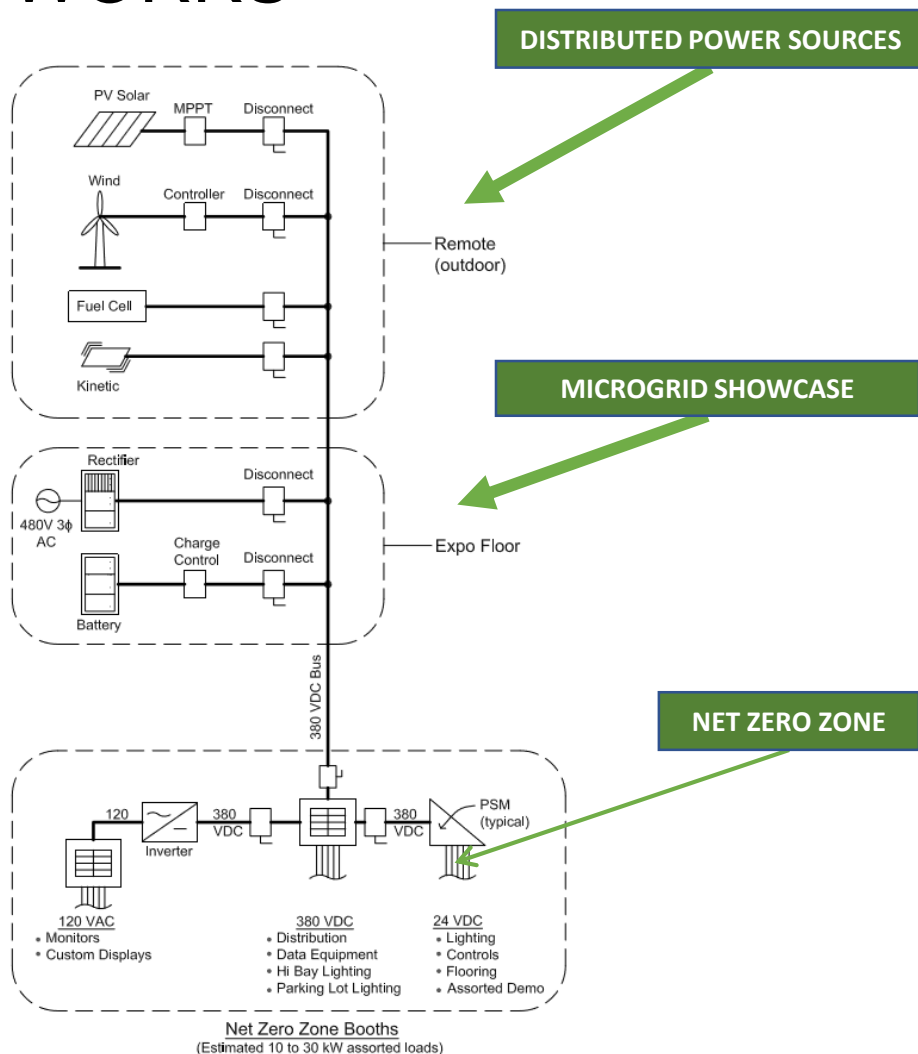 DISTRIBUTED POWER SOURCES
PV Solar
MPPT
Disconnect
Wind
Controller
Disconnect
Remote
(outdoor)
Fuel Cell
Kinetic
MICROGRID SHOWCASE
Rectifier
Disconnect
480V 3ϕ
AC
Charge
Control
Disconnect
Expo Floor
Battery
380 VDC Bus
NET ZERO ZONE
120
Inverter
380
VDC
380
VDC
PSM
(typical)
120 VAC
• Monitors
• Custom Displays
380 VDC
• Distribution
• Data Equipment
• Hi Bay Lighting
• Parking Lot Lighting
24 VDC
• Lighting
• Controls
• Flooring
• Assorted Demo
Net Zero Zone Booths
(Estimated 10 to 30 kW assorted loads)